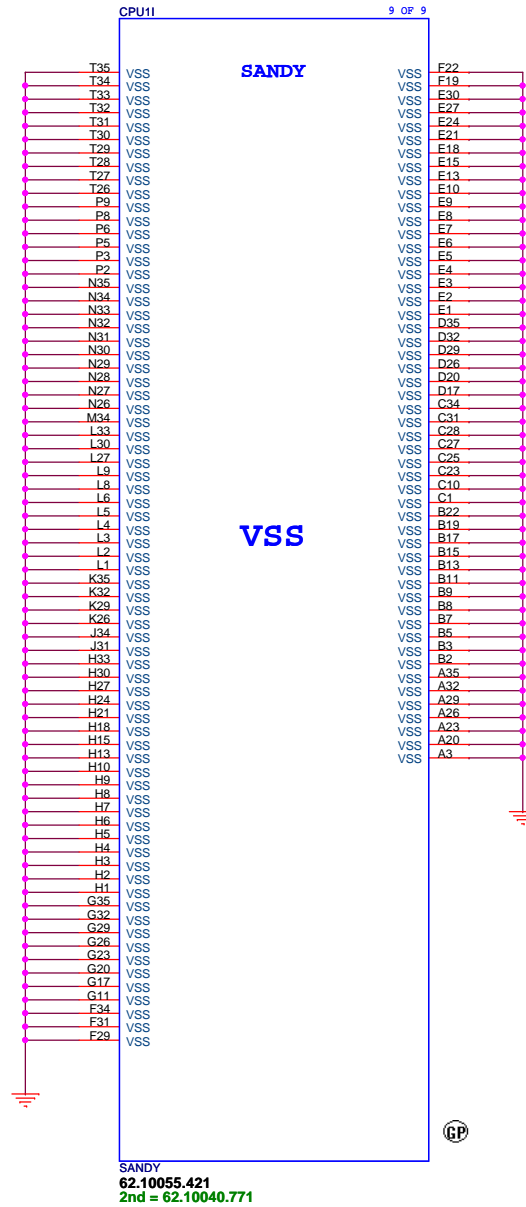 CPU1I 9 OF 9
SANDY
T35 VSS VSS F22
T34 VSS VSS F19
T33 VSS VSS E30
T32 VSS VSS E27
T31 VSS VSS E24
T30 VSS VSS E21
T29 VSS VSS E18
T28 VSS VSS E15
T27 VSS VSS E13
T26 VSS VSS E10
P9 VSS VSS E9
P8 VSS VSS E8
P6 VSS VSS E7
P5 VSS VSS E6
P3 VSS VSS E5
P2 VSS VSS E4
N35 VSS VSS E3
N34 VSS VSS E2
N33 VSS VSS E1
N32 VSS VSS D35
N31 VSS VSS D32
N30 VSS VSS D29
N29 VSS VSS D26
N28 VSS VSS D20
N27 VSS VSS D17
N26 VSS VSS C34
M34 VSS VSS C31
L33 VSS VSS C28
L30 VSS VSS C27
L27 VSS VSS C25
L9 VSS VSS C23
L8 VSS VSS C10
L6 VSS VSS C1
L5 VSS VSS B22
L4 VSS VSS B19
VSS
L3 VSS VSS B17
L2 VSS VSS B15
L1 VSS VSS B13
K35 VSS VSS B11
K32 VSS VSS B9
K29 VSS VSS B8
K26 VSS VSS B7
J34 VSS VSS B5
J31 VSS VSS B3
H33 VSS VSS B2
H30 VSS VSS A35
H27 VSS VSS A32
H24 VSS VSS A29
H21 VSS VSS A26
H18 VSS VSS A23
H15 VSS VSS A20
H13 VSS VSS A3
H10 VSS
H9 VSS
H8 VSS
H7 VSS
H6 VSS
H5 VSS
H4 VSS
H3 VSS
H2 VSS
H1 VSS
G35 VSS
G32 VSS
G29 VSS
G26 VSS
G23 VSS
G20 VSS
G17 VSS
G11 VSS
F34 VSS
F31 VSS
F29 VSS
GP
SANDY
62.10055.421
2nd = 62.10040.771